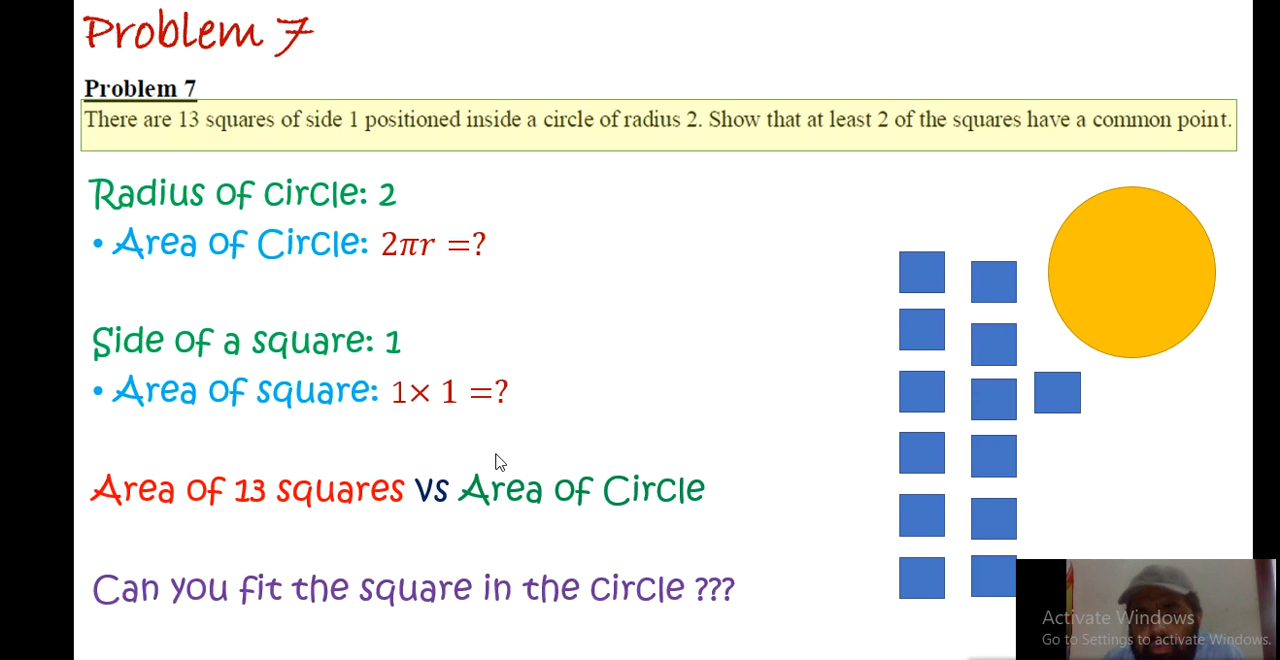 Problem 7
Problem 7
There are 13 squares of side 1 positioned inside a circle of radius 2. Show that at least 2 of the squares have a common point.
Radius of circle: 2
• Area of Circle: 2πr =?
Side of a square: 1
• Area of square: 1× 1 =?
Area of 13 squares vs Area of Circle
Can you fit the square in the circle ???
Activate Windows
Go to Settings to activate Windows.